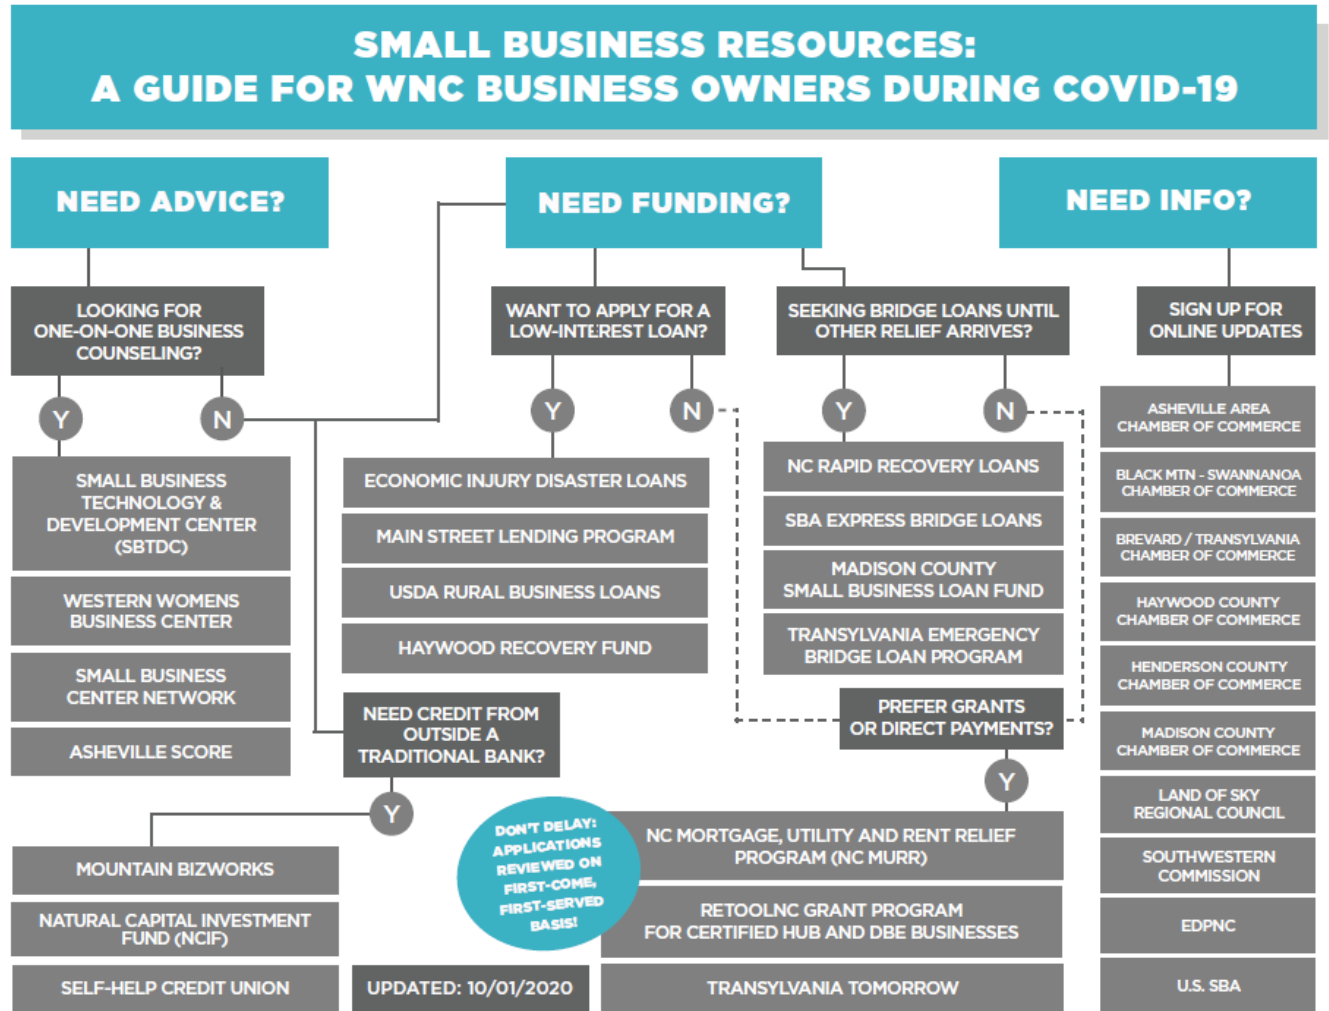 SMALL BUSINESS RESOURCES:
A GUIDE FOR WNC BUSINESS OWNERS DURING COVID-19
NEED ADVICE?
LOOKING FOR
ONE-ON-ONE BUSINESS
COUNSELING?
Y
N
SMALL BUSINESS
TECHNOLOGY &
DEVELOPMENT CENTER
(SBTDC)
WESTERN WOMENS
BUSINESS CENTER
SMALL BUSINESS
CENTER NETWORK
ASHEVILLE SCORE
NEED FUNDING?
WANT TO APPLY FOR A
LOW-INTEREST LOAN?
Y
N
ECONOMIC INJURY DISASTER LOANS
MAIN STREET LENDING PROGRAM
USDA RURAL BUSINESS LOANS
HAYWOOD RECOVERY FUND
SEEKING BRIDGE LOANS UNTIL
OTHER RELIEF ARRIVES?
Y
N
NC RAPID RECOVERY LOANS
SBA EXPRESS BRIDGE LOANS
MADISON COUNTY
SMALL BUSINESS LOAN FUND
TRANSYLVANIA EMERGENCY
BRIDGE LOAN PROGRAM
NEED CREDIT FROM
OUTSIDE A
TRADITIONAL BANK?
Y
MOUNTAIN BIZWORKS
NATURAL CAPITAL INVESTMENT
FUND (NCIF)
SELF-HELP CREDIT UNION
PREFER GRANTS
OR DIRECT PAYMENTS?
Y
DON'T DELAY:
APPLICATIONS
REVIEWED ON
FIRST-COME,
FIRST-SERVED
BASIS!
NC MORTGAGE, UTILITY AND RENT RELIEF
PROGRAM (NC MURR)
RETOOLNC GRANT PROGRAM
FOR CERTIFIED HUB AND DBE BUSINESSES
TRANSYLVANIA TOMORROW
UPDATED: 10/01/2020
NEED INFO?
SIGN UP FOR
ONLINE UPDATES
ASHEVILLE AREA
CHAMBER OF COMMERCE
BLACK MTN - SWANNANOA
CHAMBER OF COMMERCE
BREVARD / TRANSYLVANIA
CHAMBER OF COMMERCE
HAYWOOD COUNTY
CHAMBER OF COMMERCE
HENDERSON COUNTY
CHAMBER OF COMMERCE
MADISON COUNTY
CHAMBER OF COMMERCE
LAND OF SKY
REGIONAL COUNCIL
SOUTHWESTERN
COMMISSION
EDPNC
U.S. SBA